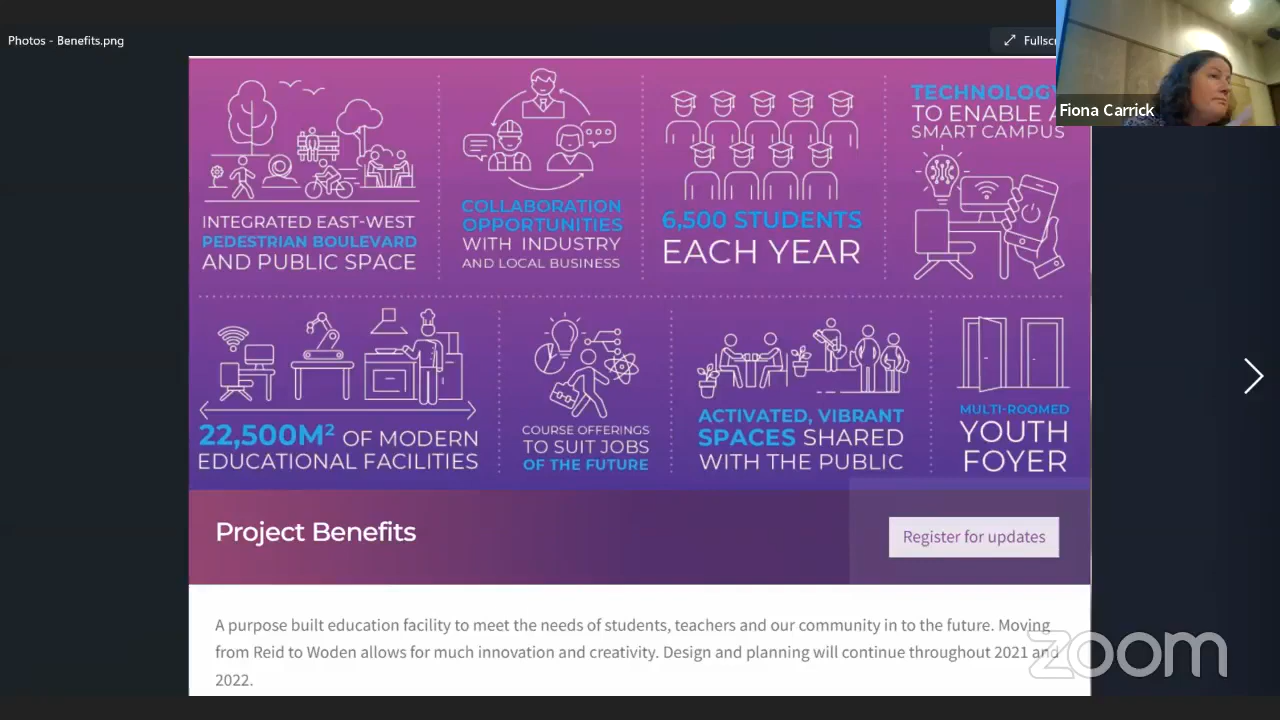 Photos - Benefits.png
Fiona Carrick
INTEGRATED EAST-WEST
PEDESTRIAN BOULEVARD
AND PUBLIC SPACE
COLLABORATION
OPPORTUNITIES
WITH INDUSTRY
AND LOCAL BUSINESS
6,500 STUDENTS
EACH YEAR
TECHNOLOGY
TO ENABLE A
SMART CAMPUS
22,500M² OF MODERN
EDUCATIONAL FACILITIES
COURSE OFFERINGS
TO SUIT JOBS
OF THE FUTURE
ACTIVATED, VIBRANT
SPACES SHARED
WITH THE PUBLIC
MULTI-ROOMED
YOUTH
FOYER
Project Benefits
Register for updates
A purpose built education facility to meet the needs of students, teachers and our community in to the future. Moving
from Reid to Woden allows for much innovation and creativity. Design and planning will continue throughout 2021 and
2022.
zoom